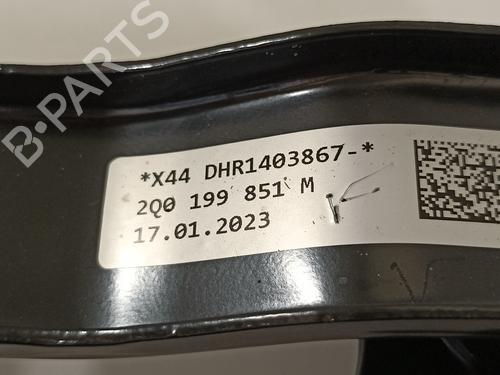 B-PARTS
*X44 DHR1403867-*
2Q0 199 851 M
17.01.2023